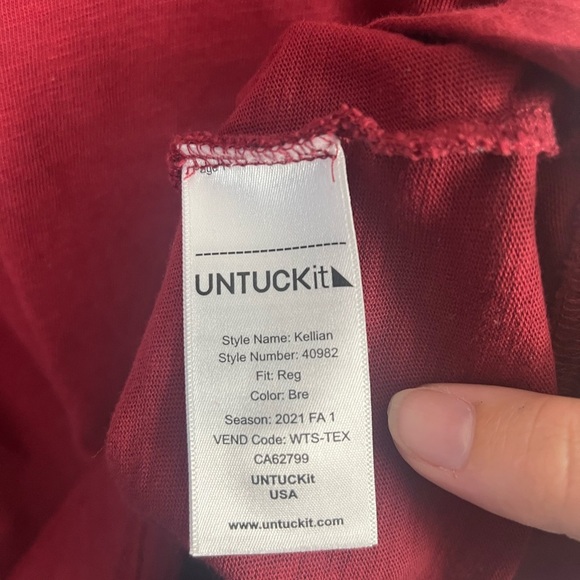 UNTUCKit
Style Name: Kellian
Style Number: 40982
Fit: Reg
Color: Bre
Season: 2021 FA 1
VEND Code: WTS-TEX
CA62799
UNTUCKit
USA
www.untuckit.com